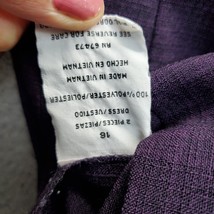 16
2 PIECES/PIEZAS
DRESS/VESTIDO
100% POLYESTER/POLIESTER
MADE IN VIETNAM
HECHO EN VIETNAM
RN 67473
SEE REVERSE FOR CARE